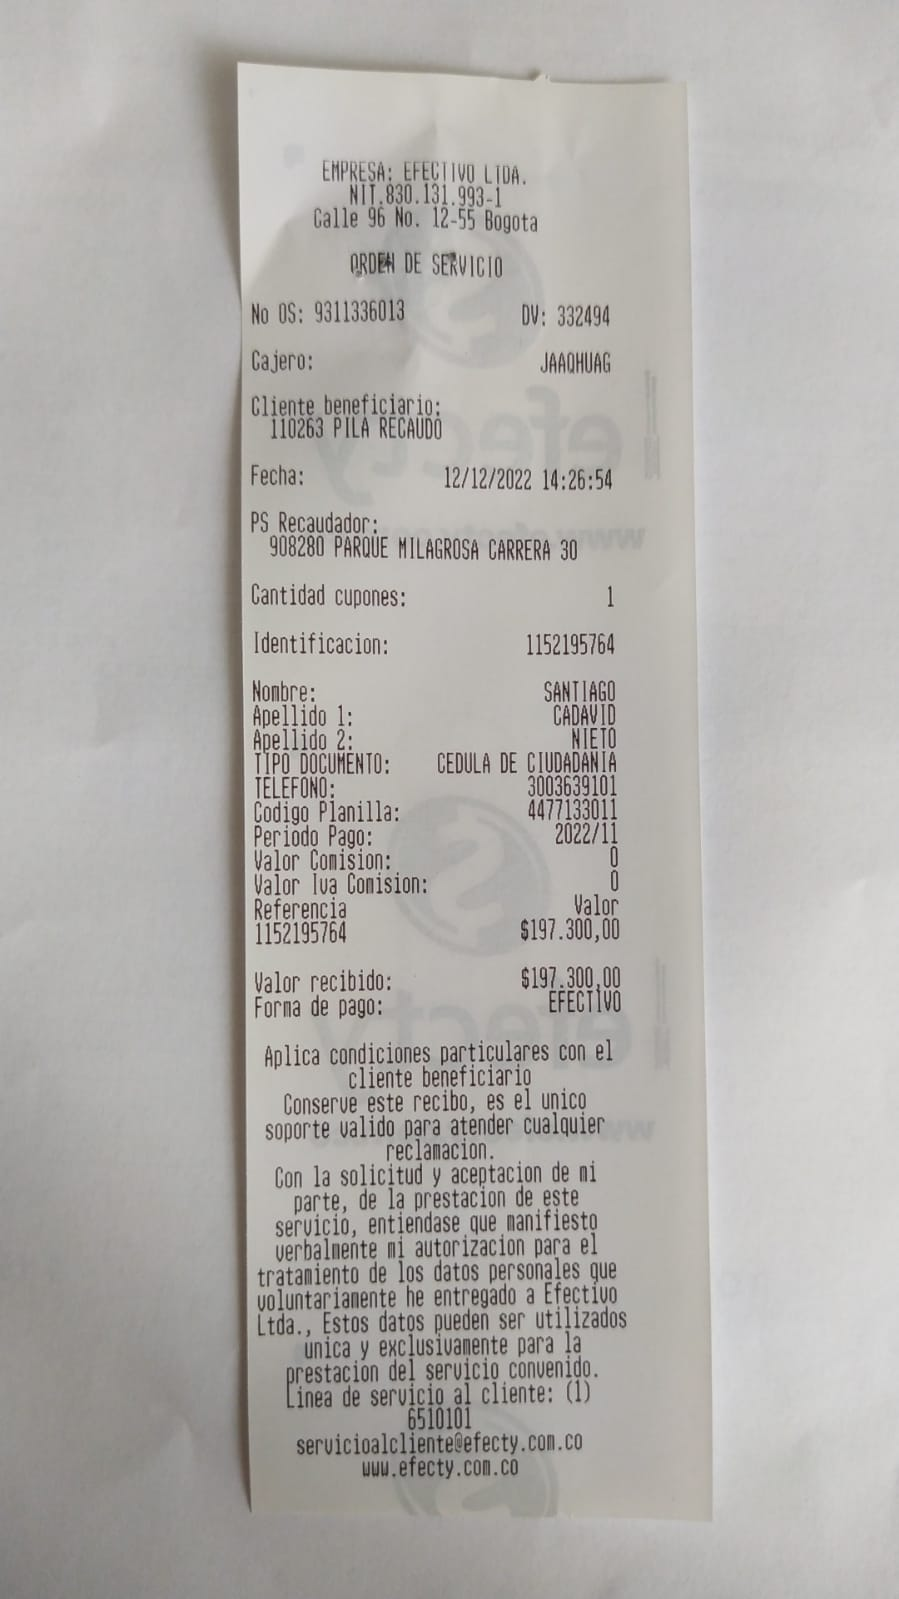 EMPRESA: EFECTIVO LTDA.
NIT.830.131.993-1
Calle 96 No. 12-55 Bogota
ORDEN DE SERVICIO
No OS: 9311336013 DV: 332494
Cajero: JAAQHUAG
Cliente beneficiario:
110263 PILA RECAUDO
Fecha: 12/12/2022 14:26:54
PS Recaudador:
908280 PARQUE MILAGROSA CARRERA 30
Cantidad cupones: 1
Identificacion: 1152195764
Nombre: SANTIAGO
Apellido 1: CADAVID
Apellido 2: NIETO
TIPO DOCUMENTO: CEDULA DE CIUDADANIA
TELEFONO: 3003639101
Codigo Planilla: 4477133011
Periodo Pago: 2022/11
Valor Comision: 0
Valor Iva Comision: 0
Referencia Valor
1152195764 $197.300,00
Valor recibido: $197.300,00
Forma de pago: EFECTIVO
Aplica condiciones particulares con el
cliente beneficiario
Conserve este recibo, es el unico
soporte valido para atender cualquier
reclamacion.
Con la solicitud y aceptacion de mi
parte, de la prestacion de este
servicio, entiendase que manifiesto
verbalmente mi autorizacion para el
tratamiento de los datos personales que
voluntariamente he entregado a Efectivo
Ltda., Estos datos pueden ser utilizados
unica y exclusivamente para la
prestacion del servicio convenido.
Linea de servicio al cliente: (1)
6510101
servicioalcliente@efecty.com.co
www.efecty.com.co